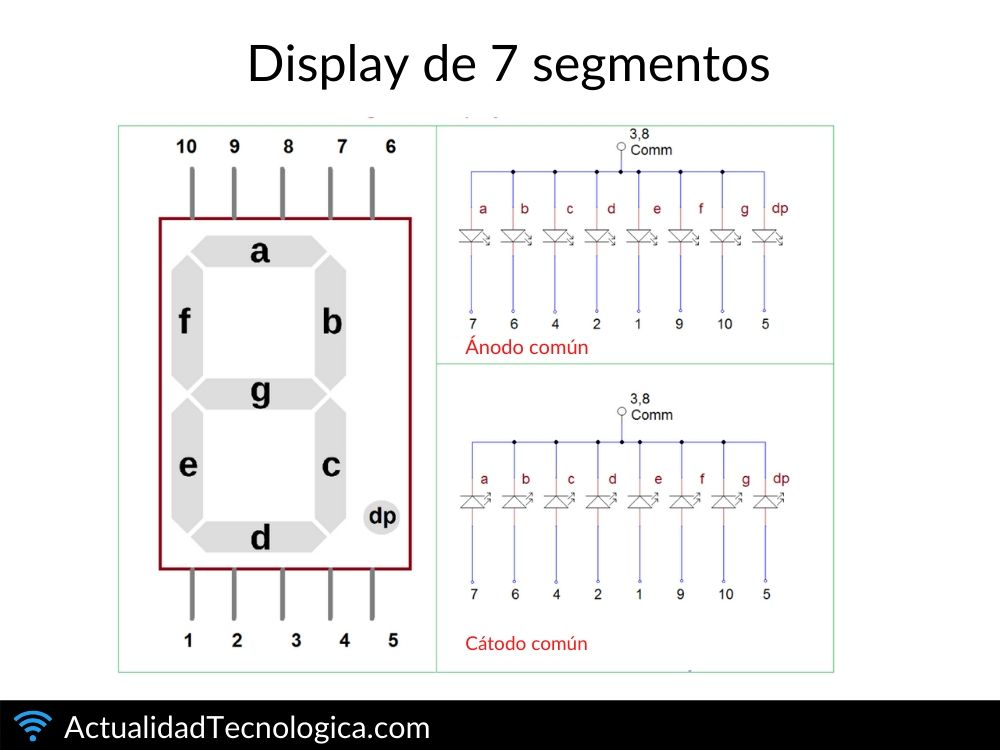 Display de 7 segmentos
10 9 8 7 6
a
f b
g
e c
dp
d
1 2 3 4 5
3,8
Comm
a b c d e f g dp
7 6 4 2 1 9 10 5
Ánodo común
3,8
Comm
a b c d e f g dp
7 6 4 2 1 9 10 5
Cátodo común
ActualidadTecnologica.com